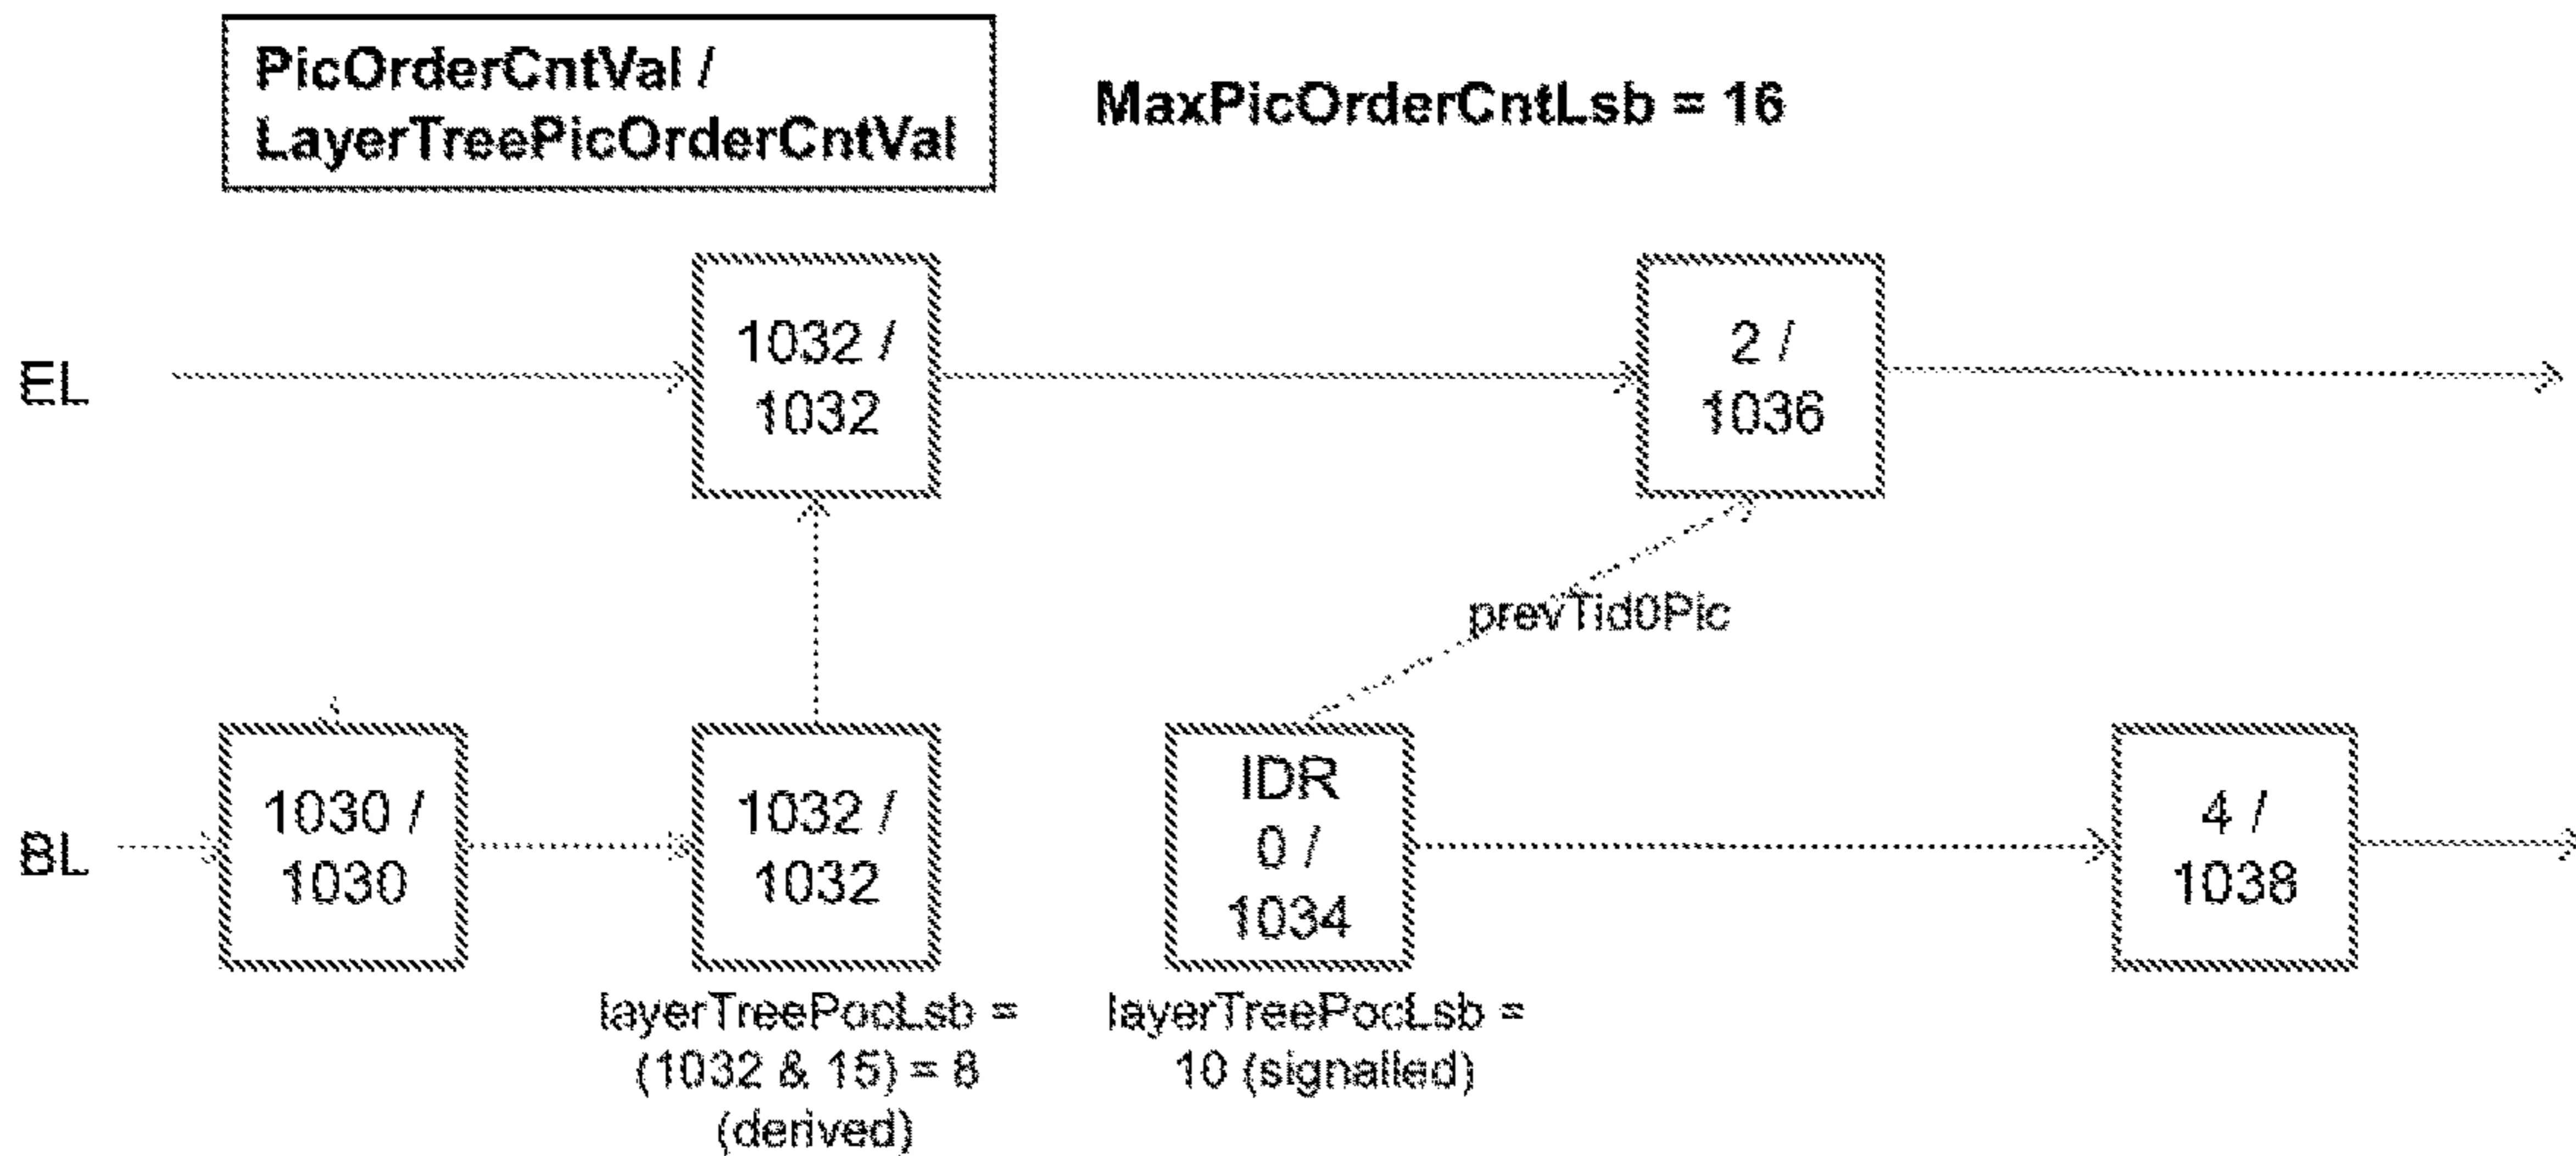 PicOrderCntVal /
LayerTreePicOrderCntVal
MaxPicOrderCntLsb = 16
EL
1032 /
1032
2 /
1036
prevTid0Pic
BL
1030 /
1030
1032 /
1032
IDR
0 /
1034
4 /
1038
layerTreePocLsb =
(1032 & 15) = 8
(derived)
layerTreePocLsb =
10 (signalled)